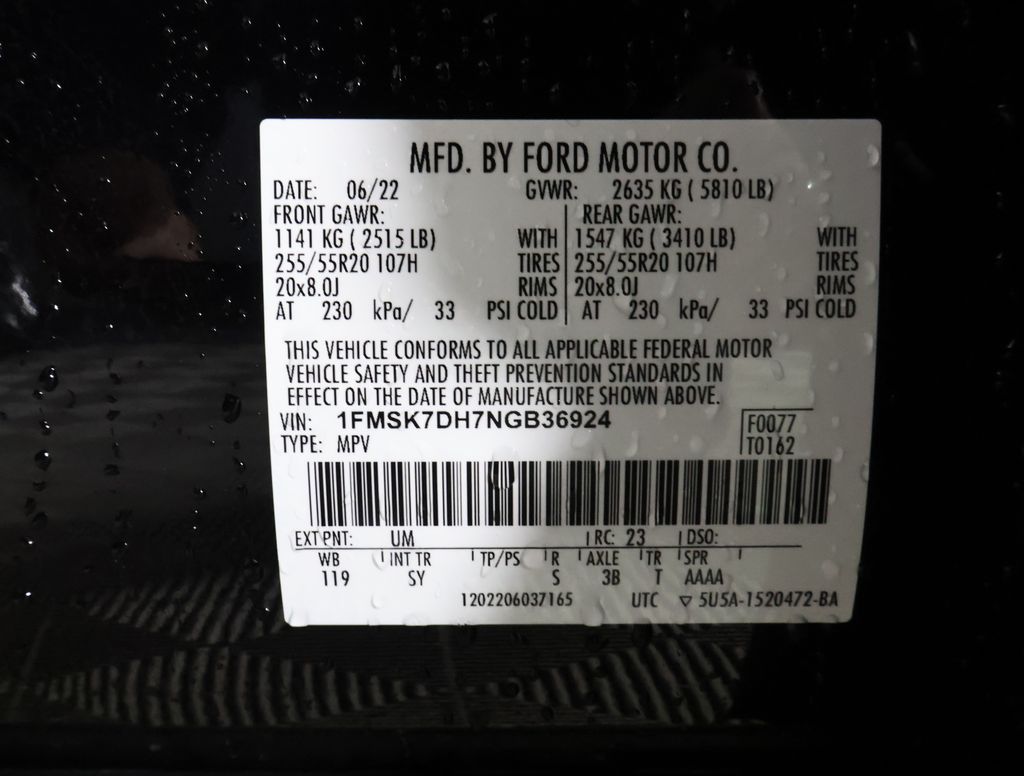 MFD. BY FORD MOTOR CO.
DATE: 06/22 GVWR: 2635 KG ( 5810 LB)
FRONT GAWR: REAR GAWR:
1141 KG ( 2515 LB) WITH 1547 KG ( 3410 LB) WITH
255/55R20 107H TIRES 255/55R20 107H TIRES
20x8.0J RIMS 20x8.0J RIMS
AT 230 kPa/ 33 PSI COLD AT 230 kPa/ 33 PSI COLD
THIS VEHICLE CONFORMS TO ALL APPLICABLE FEDERAL MOTOR
VEHICLE SAFETY AND THEFT PREVENTION STANDARDS IN
EFFECT ON THE DATE OF MANUFACTURE SHOWN ABOVE.
VIN: 1FMSK7DH7NGB36924 F0077
TYPE: MPV T0162
EXT PNT: UM RC: 23 DSO:
WB INT TR TP/PS R AXLE TR SPR
119 SY S 3B T AAAA
1202206037165 UTC ▽ 5U5A-1520472-BA